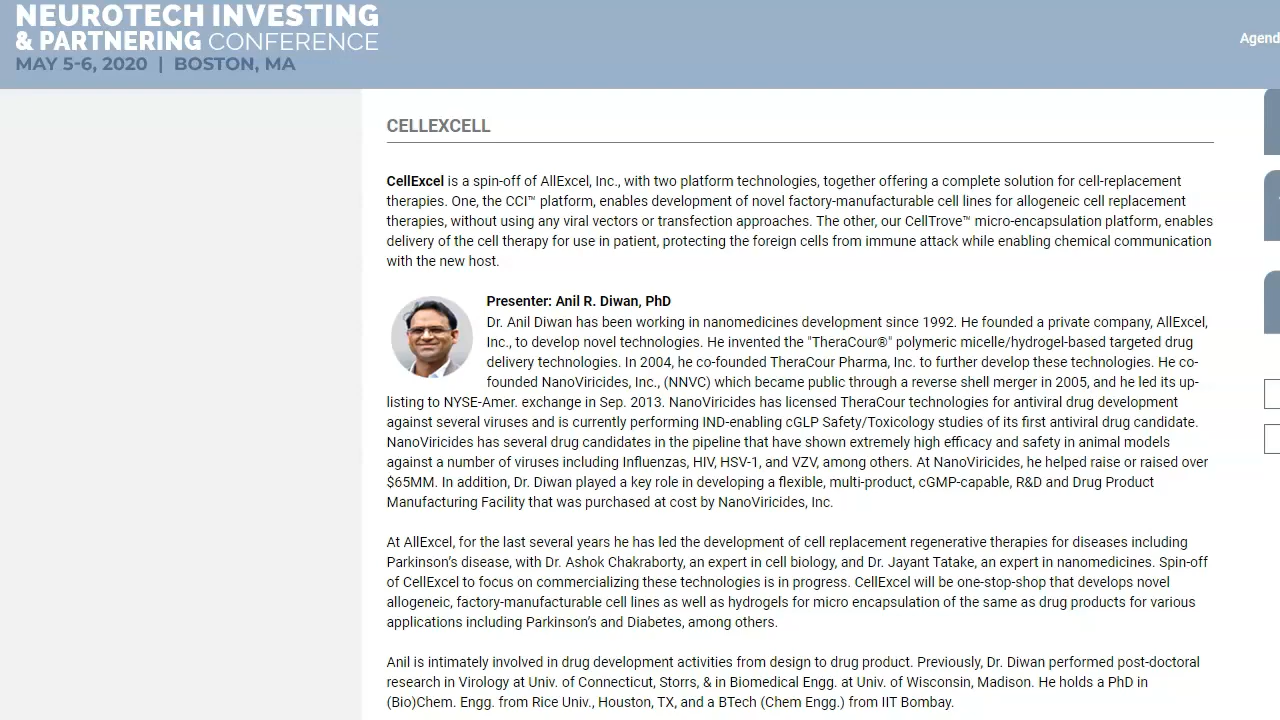 NEUROTECH INVESTING
& PARTNERING CONFERENCE
MAY 5-6, 2020 | BOSTON, MA
CELLEXCELL
CellExcel is a spin-off of AllExcel, Inc., with two platform technologies, together offering a complete solution for cell-replacement
therapies. One, the CCI™ platform, enables development of novel factory-manufacturable cell lines for allogeneic cell replacement
therapies, without using any viral vectors or transfection approaches. The other, our CellTrove™ micro-encapsulation platform, enables
delivery of the cell therapy for use in patient, protecting the foreign cells from immune attack while enabling chemical communication
with the new host.
Presenter: Anil R. Diwan, PhD
Dr. Anil Diwan has been working in nanomedicines development since 1992. He founded a private company, AllExcel,
Inc., to develop novel technologies. He invented the "TheraCour®" polymeric micelle/hydrogel-based targeted drug
delivery technologies. In 2004, he co-founded TheraCour Pharma, Inc. to further develop these technologies. He co-
founded NanoViricides, Inc., (NNVC) which became public through a reverse shell merger in 2005, and he led its up-
listing to NYSE-Amer. exchange in Sep. 2013. NanoViricides has licensed TheraCour technologies for antiviral drug development
against several viruses and is currently performing IND-enabling cGLP Safety/Toxicology studies of its first antiviral drug candidate.
NanoViricides has several drug candidates in the pipeline that have shown extremely high efficacy and safety in animal models
against a number of viruses including Influenzas, HIV, HSV-1, and VZV, among others. At NanoViricides, he helped raise or raised over
$65MM. In addition, Dr. Diwan played a key role in developing a flexible, multi-product, cGMP-capable, R&D and Drug Product
Manufacturing Facility that was purchased at cost by NanoViricides, Inc.
At AllExcel, for the last several years he has led the development of cell replacement regenerative therapies for diseases including
Parkinson's disease, with Dr. Ashok Chakraborty, an expert in cell biology, and Dr. Jayant Tatake, an expert in nanomedicines. Spin-off
of CellExcel to focus on commercializing these technologies is in progress. CellExcel will be one-stop-shop that develops novel
allogeneic, factory-manufacturable cell lines as well as hydrogels for micro encapsulation of the same as drug products for various
applications including Parkinson's and Diabetes, among others.
Anil is intimately involved in drug development activities from design to drug product. Previously, Dr. Diwan performed post-doctoral
research in Virology at Univ. of Connecticut, Storrs, & in Biomedical Engg. at Univ. of Wisconsin, Madison. He holds a PhD in
(Bio)Chem. Engg. from Rice Univ., Houston, TX, and a BTech (Chem Engg.) from IIT Bombay.
Agend